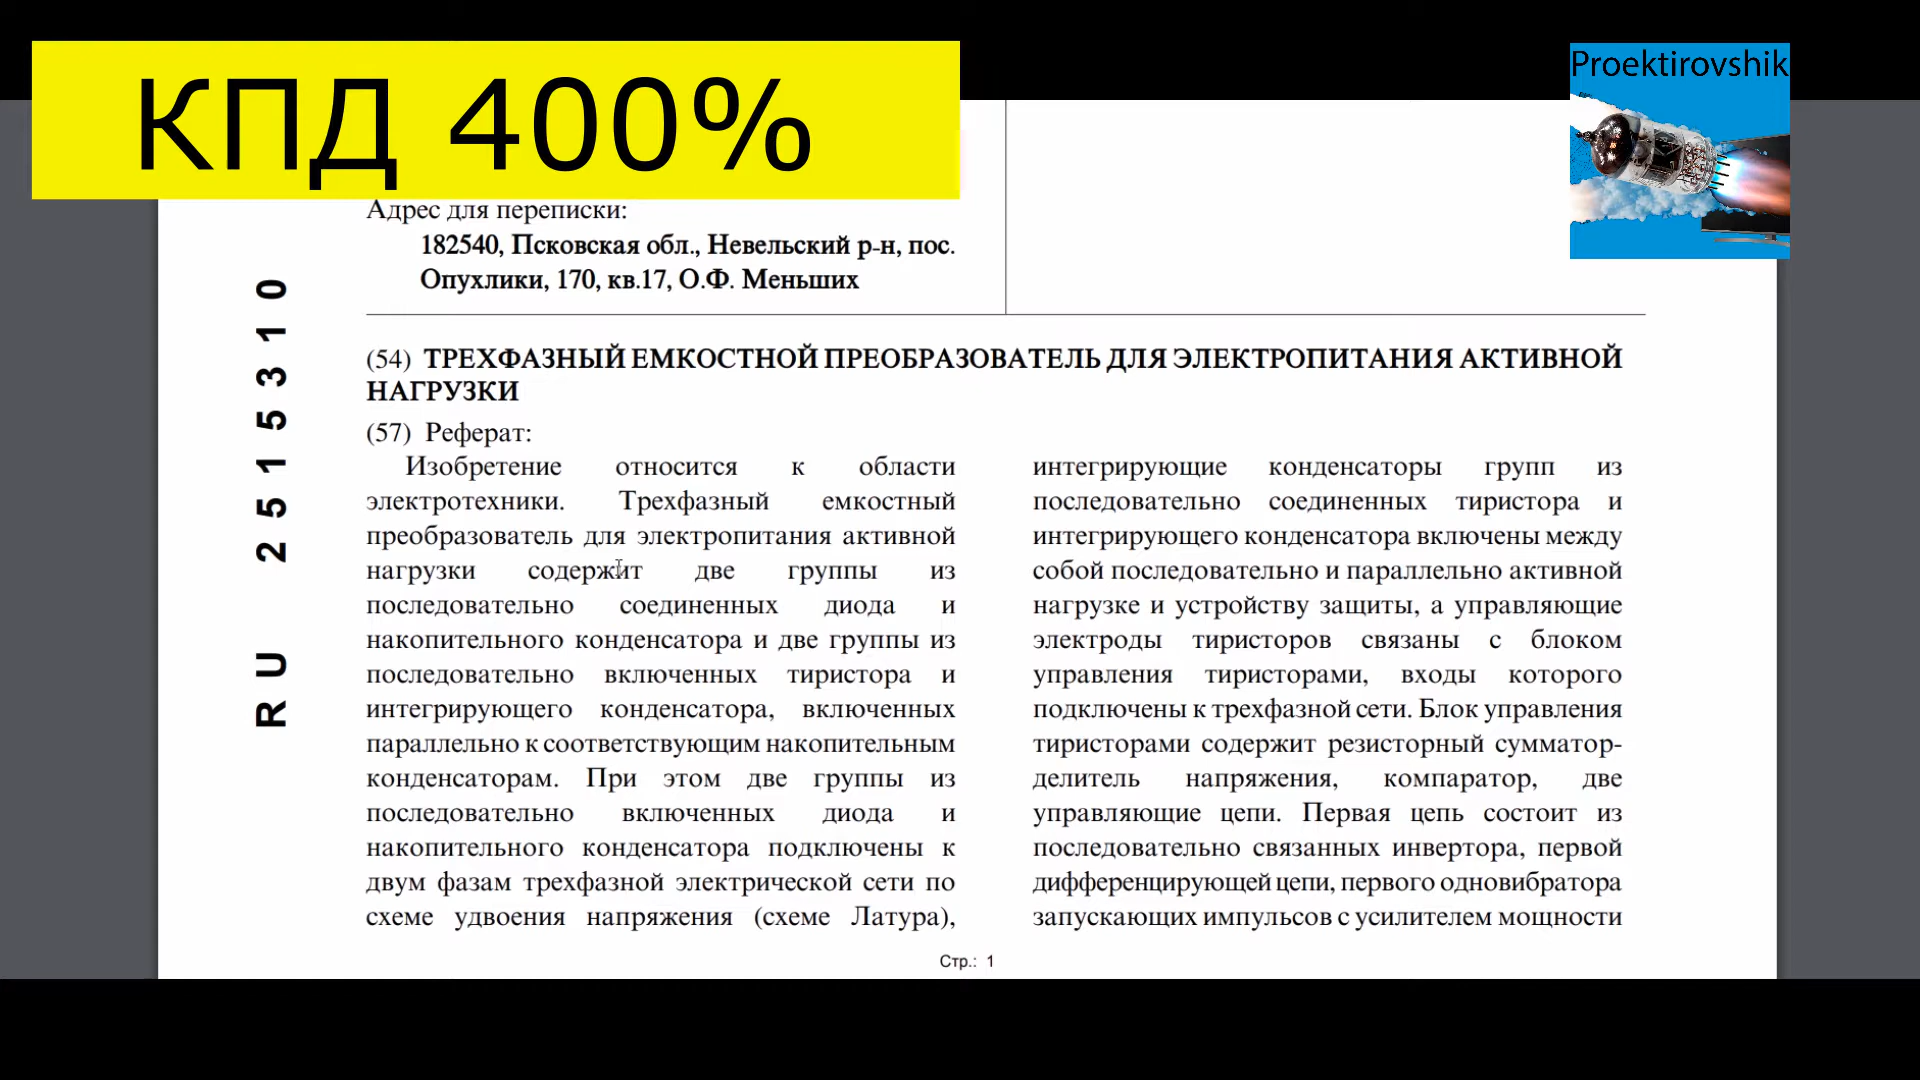 КПД 400%
Proektirovshik
Адрес для переписки:
182540, Псковская обл., Невельский р-н, пос.
Опухлики, 170, кв.17, О.Ф. Меньших
RU 2515310
(54) ТРЕХФАЗНЫЙ ЕМКОСТНОЙ ПРЕОБРАЗОВАТЕЛЬ ДЛЯ ЭЛЕКТРОПИТАНИЯ АКТИВНОЙ
НАГРУЗКИ
(57) Реферат:
Изобретение относится к области
электротехники. Трехфазный емкостный
преобразователь для электропитания активной
нагрузки содержит две группы из
последовательно соединенных диода и
накопительного конденсатора и две группы из
последовательно включенных тиристора и
интегрирующего конденсатора, включенных
параллельно к соответствующим накопительным
конденсаторам. При этом две группы из
последовательно включенных диода и
накопительного конденсатора подключены к
двум фазам трехфазной электрической сети по
схеме удвоения напряжения (схеме Латура),
интегрирующие конденсаторы групп из
последовательно соединенных тиристора и
интегрирующего конденсатора включены между
собой последовательно и параллельно активной
нагрузке и устройству защиты, а управляющие
электроды тиристоров связаны с блоком
управления тиристорами, входы которого
подключены к трехфазной сети. Блок управления
тиристорами содержит резисторный сумматор-
делитель напряжения, компаратор, две
управляющие цепи. Первая цепь состоит из
последовательно связанных инвертора, первой
дифференцирующей цепи, первого одновибратора
запускающих импульсов с усилителем мощности
Стр.: 1